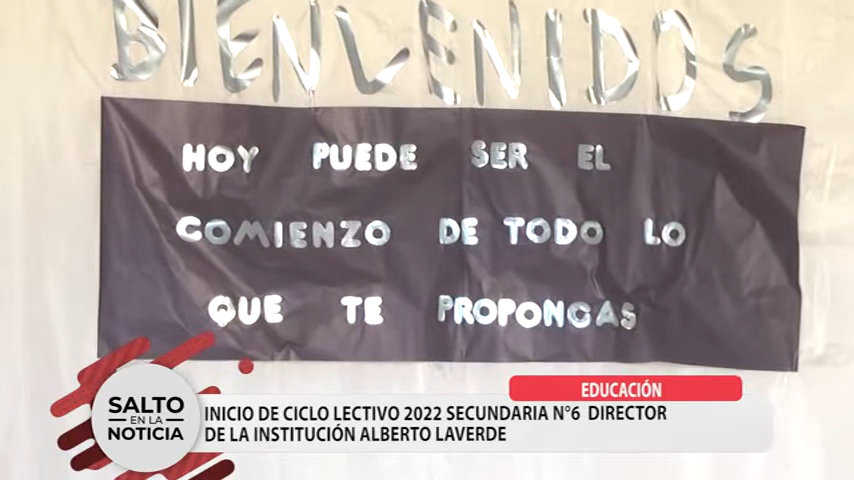 BIENVENIDOS
HOY PUEDE SER EL
COMIENZO DE TODO LO
QUE TE PROPONGAS
EDUCACIÓN
SALTO
EN LA
NOTICIA
INICIO DE CICLO LECTIVO 2022 SECUNDARIA N°6 DIRECTOR
DE LA INSTITUCIÓN ALBERTO LAVERDE